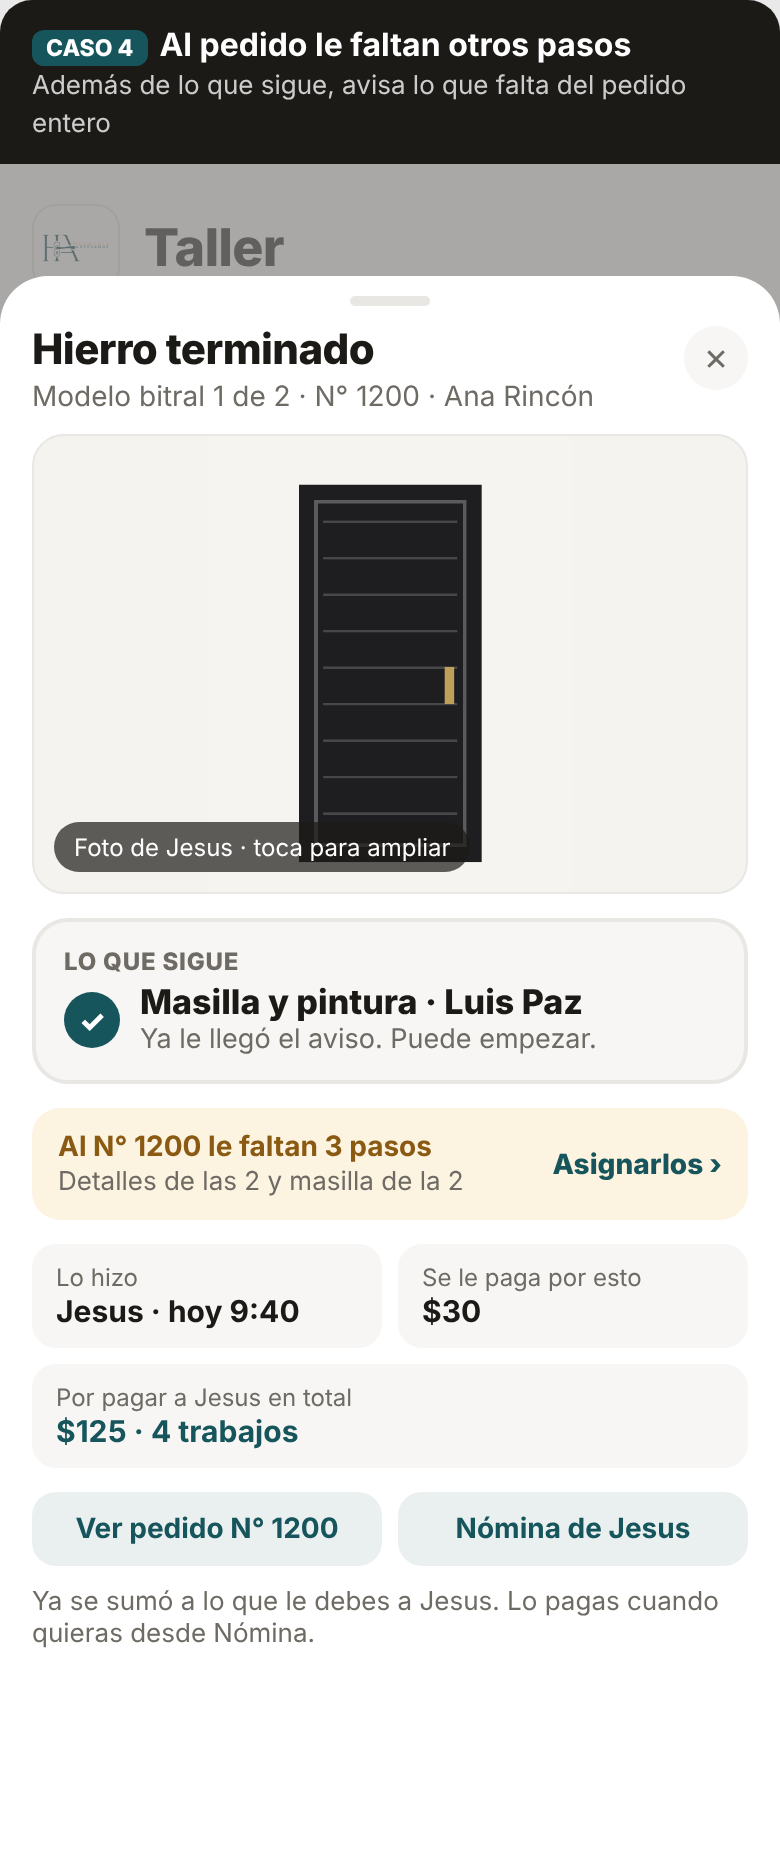 CASO 4 Al pedido le faltan otros pasos
Además de lo que sigue, avisa lo que falta del pedido
entero
HA
Taller
Hierro terminado
Modelo bitral 1 de 2 · N° 1200 · Ana Rincón
Foto de Jesus · toca para ampliar
LO QUE SIGUE
Masilla y pintura · Luis Paz
Ya le llegó el aviso. Puede empezar.
Al N° 1200 le faltan 3 pasos
Detalles de las 2 y masilla de la 2
Asignarlos ›
Lo hizo
Jesus · hoy 9:40
Se le paga por esto
$30
Por pagar a Jesus en total
$125 · 4 trabajos
Ver pedido N° 1200
Nómina de Jesus
Ya se sumó a lo que le debes a Jesus. Lo pagas cuando
quieras desde Nómina.